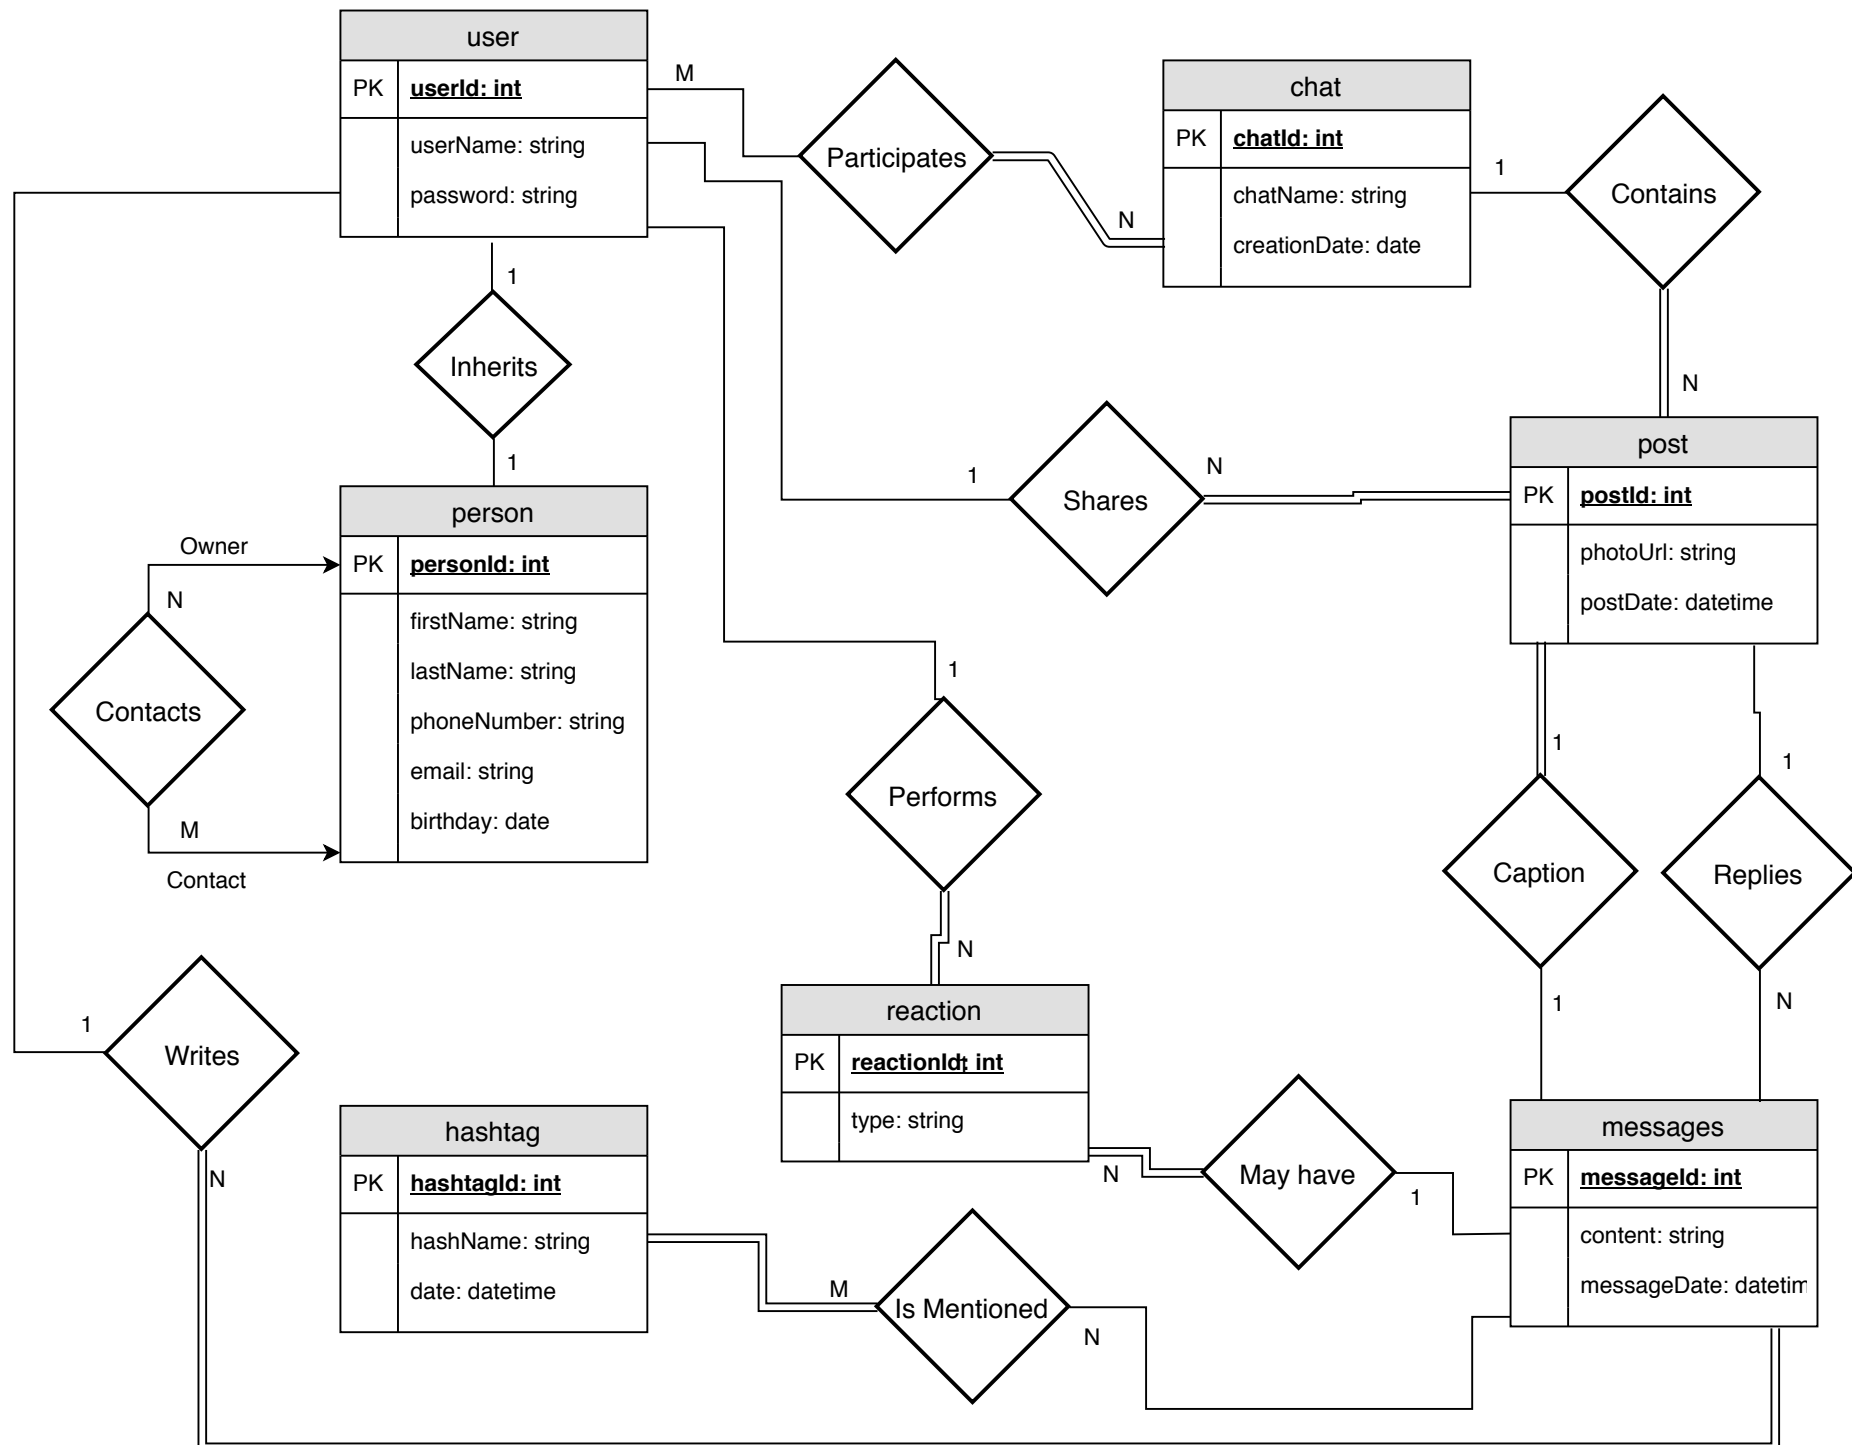 user
PK userId: int
userName: string
password: string
M
Participates
N
chat
PK chatId: int
chatName: string
creationDate: date
1
Contains
N
1
Inherits
1
person
PK personId: int
firstName: string
lastName: string
phoneNumber: string
email: string
birthday: date
Owner
N
Contacts
M
Contact
1
Shares
N
post
PK postId: int
photoUrl: string
postDate: datetime
1
Performs
N
1
Caption
1
1
Replies
N
1
Writes
N
reaction
PK reactionId: int
type: string
N
May have
1
hashtag
PK hashtagId: int
hashName: string
date: datetime
M
Is Mentioned
N
messages
PK messageId: int
content: string
messageDate: datetim